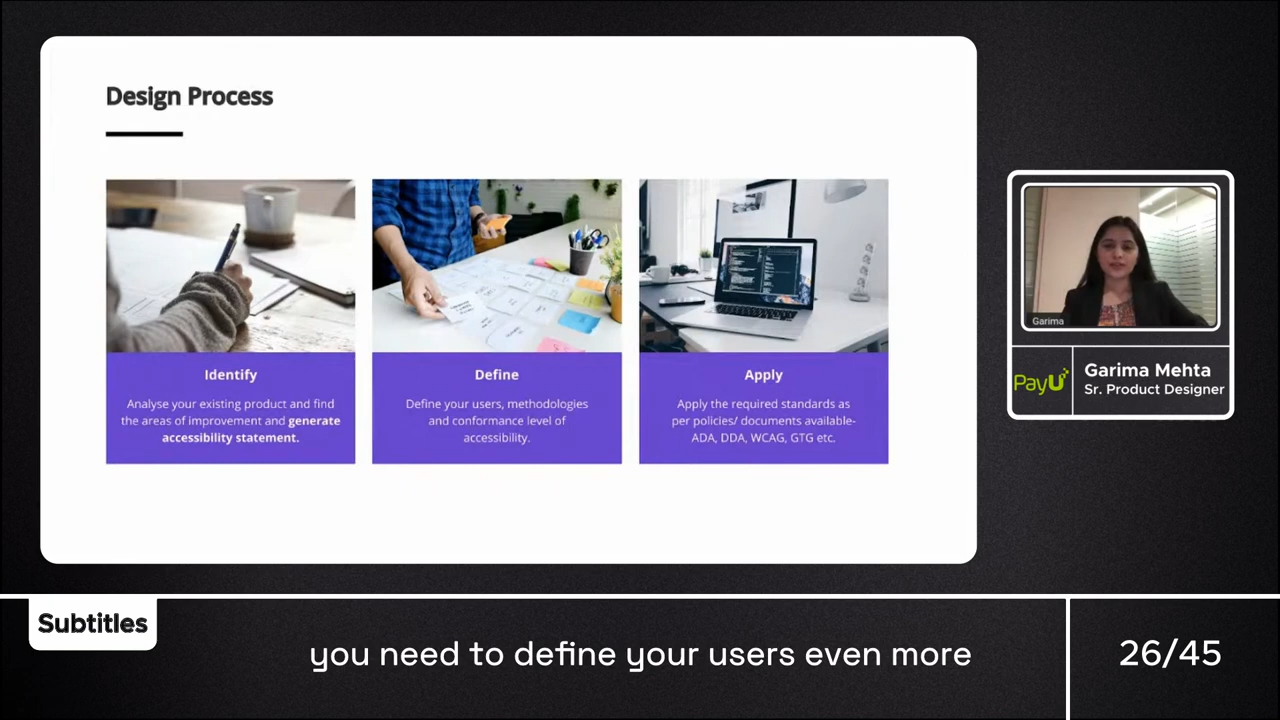 Design Process
Identify
Analyse your existing product and find
the areas of improvement and generate
accessibility statement.
Define
Define your users, methodologies
and conformance level of
accessibility.
Apply
Apply the required standards as
per policies/ documents available-
ADA, DDA, WCAG, GTG etc.
Garima
PayU
Garima Mehta
Sr. Product Designer
Subtitles
you need to define your users even more
26/45